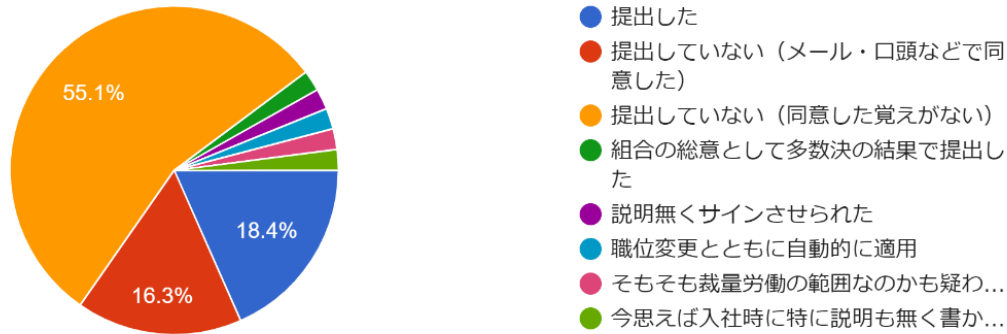 55.1%
18.4%
16.3%
提出した
提出していない（メール・口頭などで同
意した）
提出していない（同意した覚えがない）
組合の総意として多数決の結果で提出し
た
説明無くサインさせられた
職位変更とともに自動的に適用
そもそも裁量労働の範囲なのかも疑わ…
今思えば入社時に特に説明も無く書か…